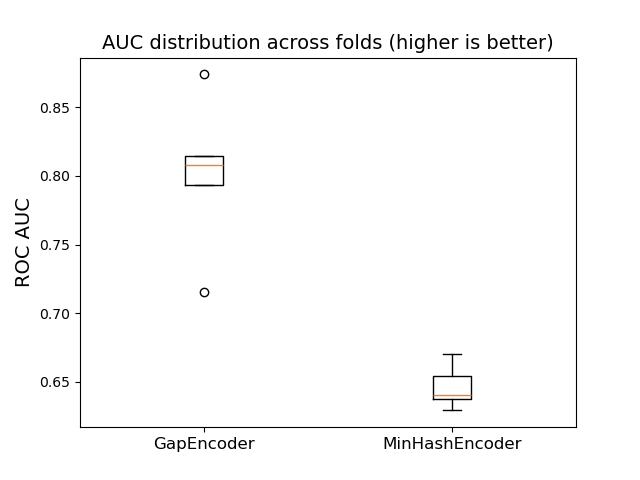 AUC distribution across folds (higher is better)
ROC AUC
0.85
0.80
0.75
0.70
0.65
GapEncoder
MinHashEncoder